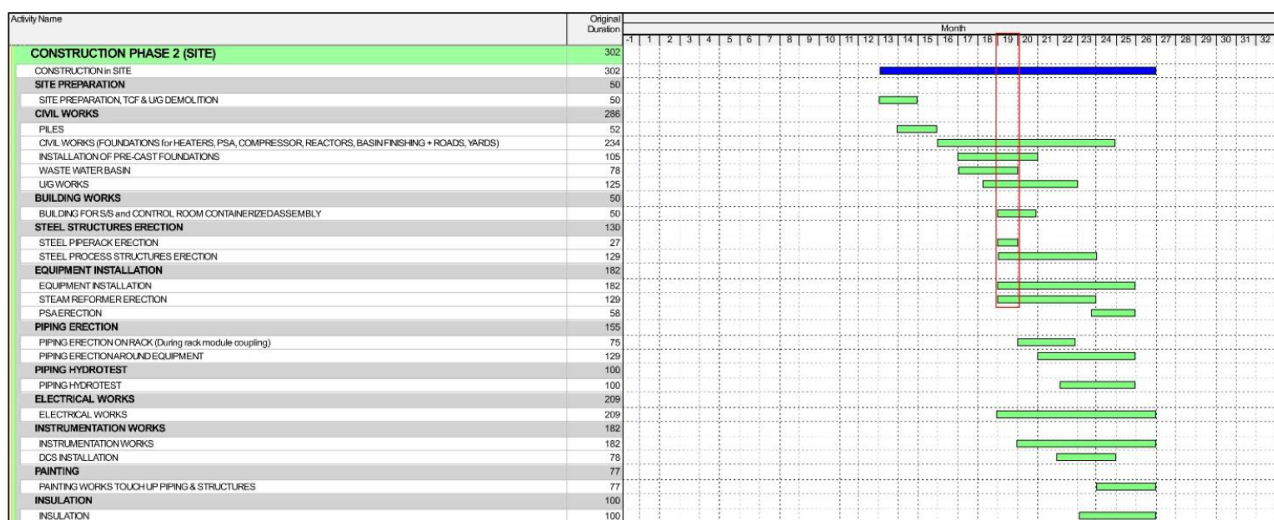 Activity Name Original Duration Month
-1 1 2 3 4 5 6 7 8 9 10 11 12 13 14 15 16 17 18 19 20 21 22 23 24 25 26 27 28 29 30 31 32
CONSTRUCTION PHASE 2 (SITE) 302
CONSTRUCTION in SITE 302
SITE PREPARATION 50
SITE PREPARATION, TCF & U/G DEMOLITION 50
CIVIL WORKS 286
PILES 52
CIVIL WORKS (FOUNDATIONS for HEATERS, PSA, COMPRESSOR, REACTORS, BASIN FINISHING + ROADS, YARDS) 234
INSTALLATION OF PRE-CAST FOUNDATIONS 105
WASTE WATER BASIN 78
U/G WORKS 125
BUILDING WORKS 50
BUILDING FOR S/S and CONTROL ROOM CONTAINERIZED ASSEMBLY 50
STEEL STRUCTURES ERECTION 130
STEEL PIPERACK ERECTION 27
STEEL PROCESS STRUCTURES ERECTION 129
EQUIPMENT INSTALLATION 182
EQUIPMENT INSTALLATION 182
STEAM REFORMER ERECTION 129
PSA ERECTION 58
PIPING ERECTION 155
PIPING ERECTION ON RACK (During rack module coupling) 75
PIPING ERECTION AROUND EQUIPMENT 129
PIPING HYDROTEST 100
PIPING HYDROTEST 100
ELECTRICAL WORKS 209
ELECTRICAL WORKS 209
INSTRUMENTATION WORKS 182
INSTRUMENTATION WORKS 182
DCS INSTALLATION 78
PAINTING 77
PAINTING WORKS TOUCH UP PIPING & STRUCTURES 77
INSULATION 100
INSULATION 100